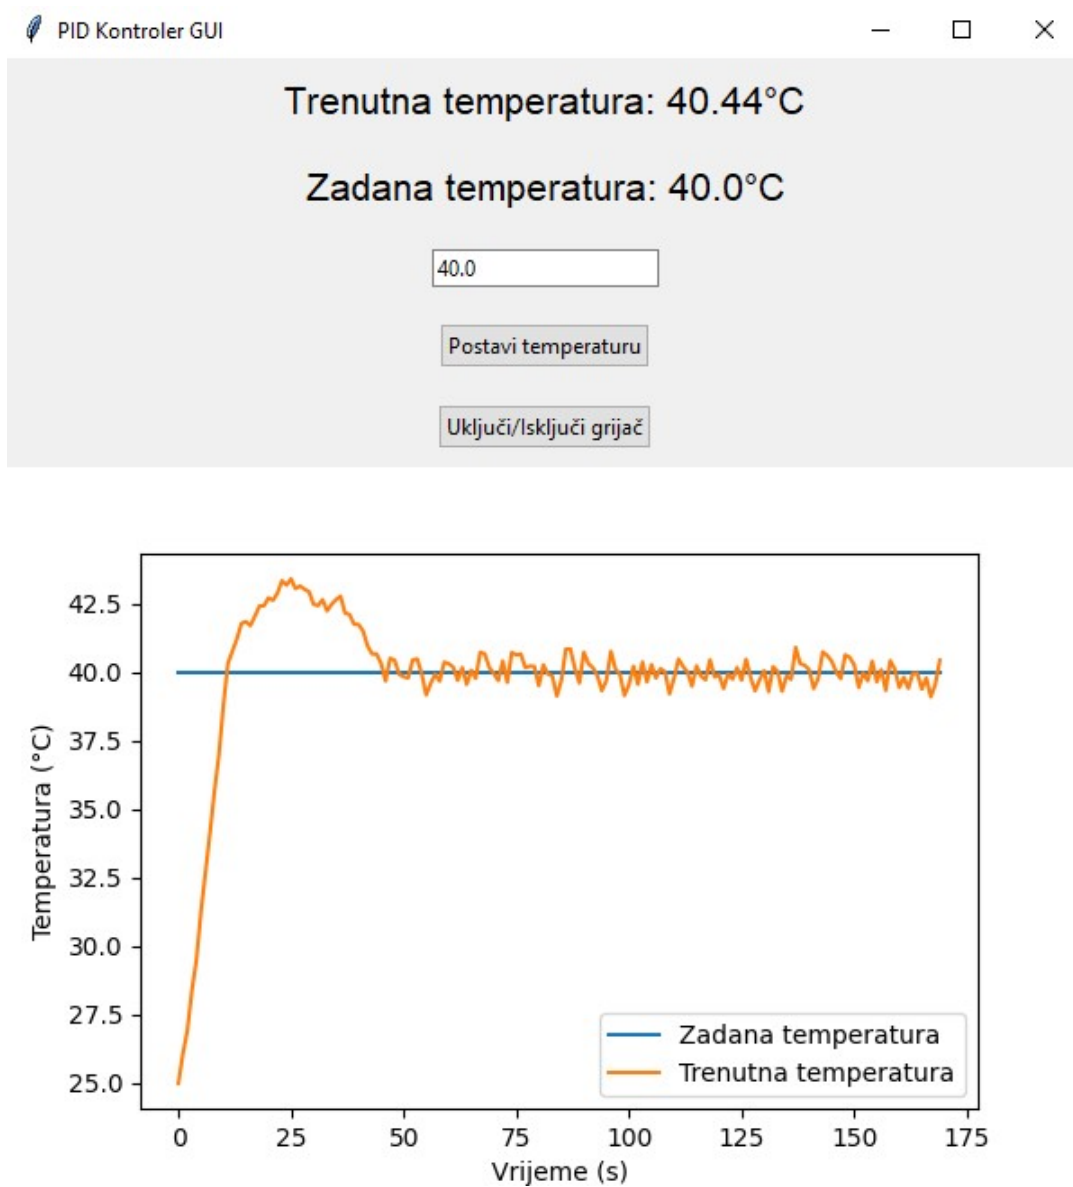 PID Kontroler GUI
Trenutna temperatura: 40.44°C
Zadana temperatura: 40.0°C
40.0
Postavi temperaturu
Uključi/Isključi grijač
42.5
40.0
37.5
35.0
32.5
30.0
27.5
25.0
Temperatura (°C)
Zadana temperatura
Trenutna temperatura
0 25 50 75 100 125 150 175
Vrijeme (s)